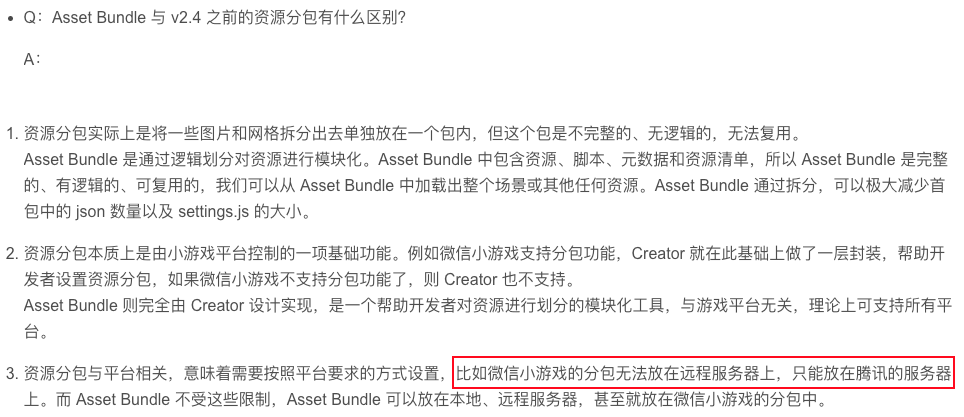 • Q：Asset Bundle 与 v2.4 之前的资源分包有什么区别?
A：
1. 资源分包实际上是将一些图片和网格拆分出去单独放在一个包内，但这个包是不完整的、无逻辑的，无法复用。
Asset Bundle 是通过逻辑划分对资源进行模块化。Asset Bundle 中包含资源、脚本、元数据和资源清单，所以 Asset Bundle 是完整
的、有逻辑的、可复用的，我们可以从 Asset Bundle 中加载出整个场景或其他任何资源。Asset Bundle 通过拆分，可以极大减少首
包中的 json 数量以及 settings.js 的大小。
2. 资源分包本质上是由小游戏平台控制的一项基础功能。例如微信小游戏支持分包功能，Creator 就在此基础上做了一层封装，帮助开
发者设置资源分包，如果微信小游戏不支持分包功能了，则 Creator 也不支持。
Asset Bundle 则完全由 Creator 设计实现，是一个帮助开发者对资源进行划分的模块化工具，与游戏平台无关，理论上可支持所有平
台。
3. 资源分包与平台相关，意味着需要按照平台要求的方式设置，比如微信小游戏的分包无法放在远程服务器上，只能放在腾讯的服务器
上。而 Asset Bundle 不受这些限制，Asset Bundle 可以放在本地、远程服务器，甚至就放在微信小游戏的分包中。